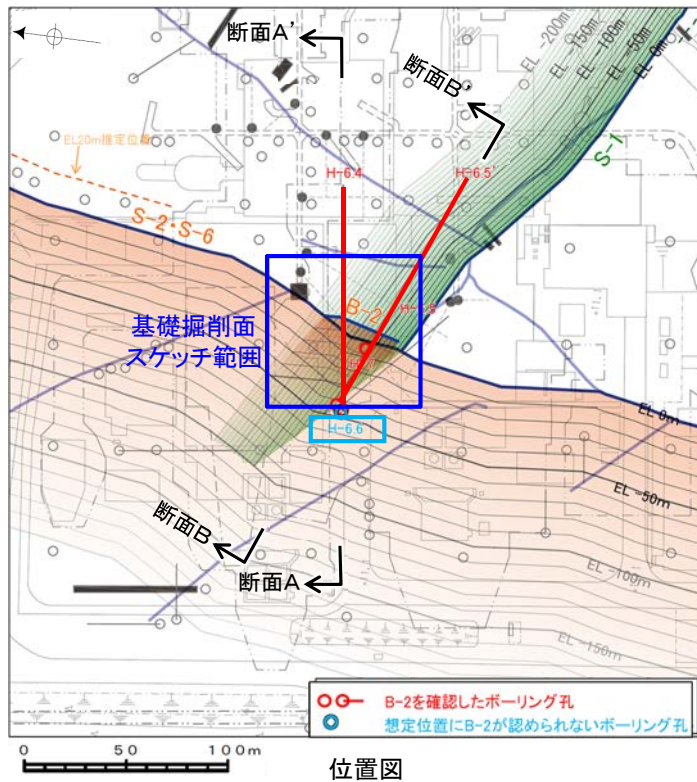 断面A’
断面B’
EL -200m
EL -150m
EL -100m
EL -50m
EL 0m
EL20m推定位置
H-6.4
H-6.5'
S-1
S-2・S-6
B-2
基礎掘削面
スケッチ範囲
H-6.6
EL 0m
EL -50m
断面B
断面A
EL -100m
EL -150m
B-2を確認したボーリング孔
想定位置にB-2が認められないボーリング孔
0 50 100m
位置図